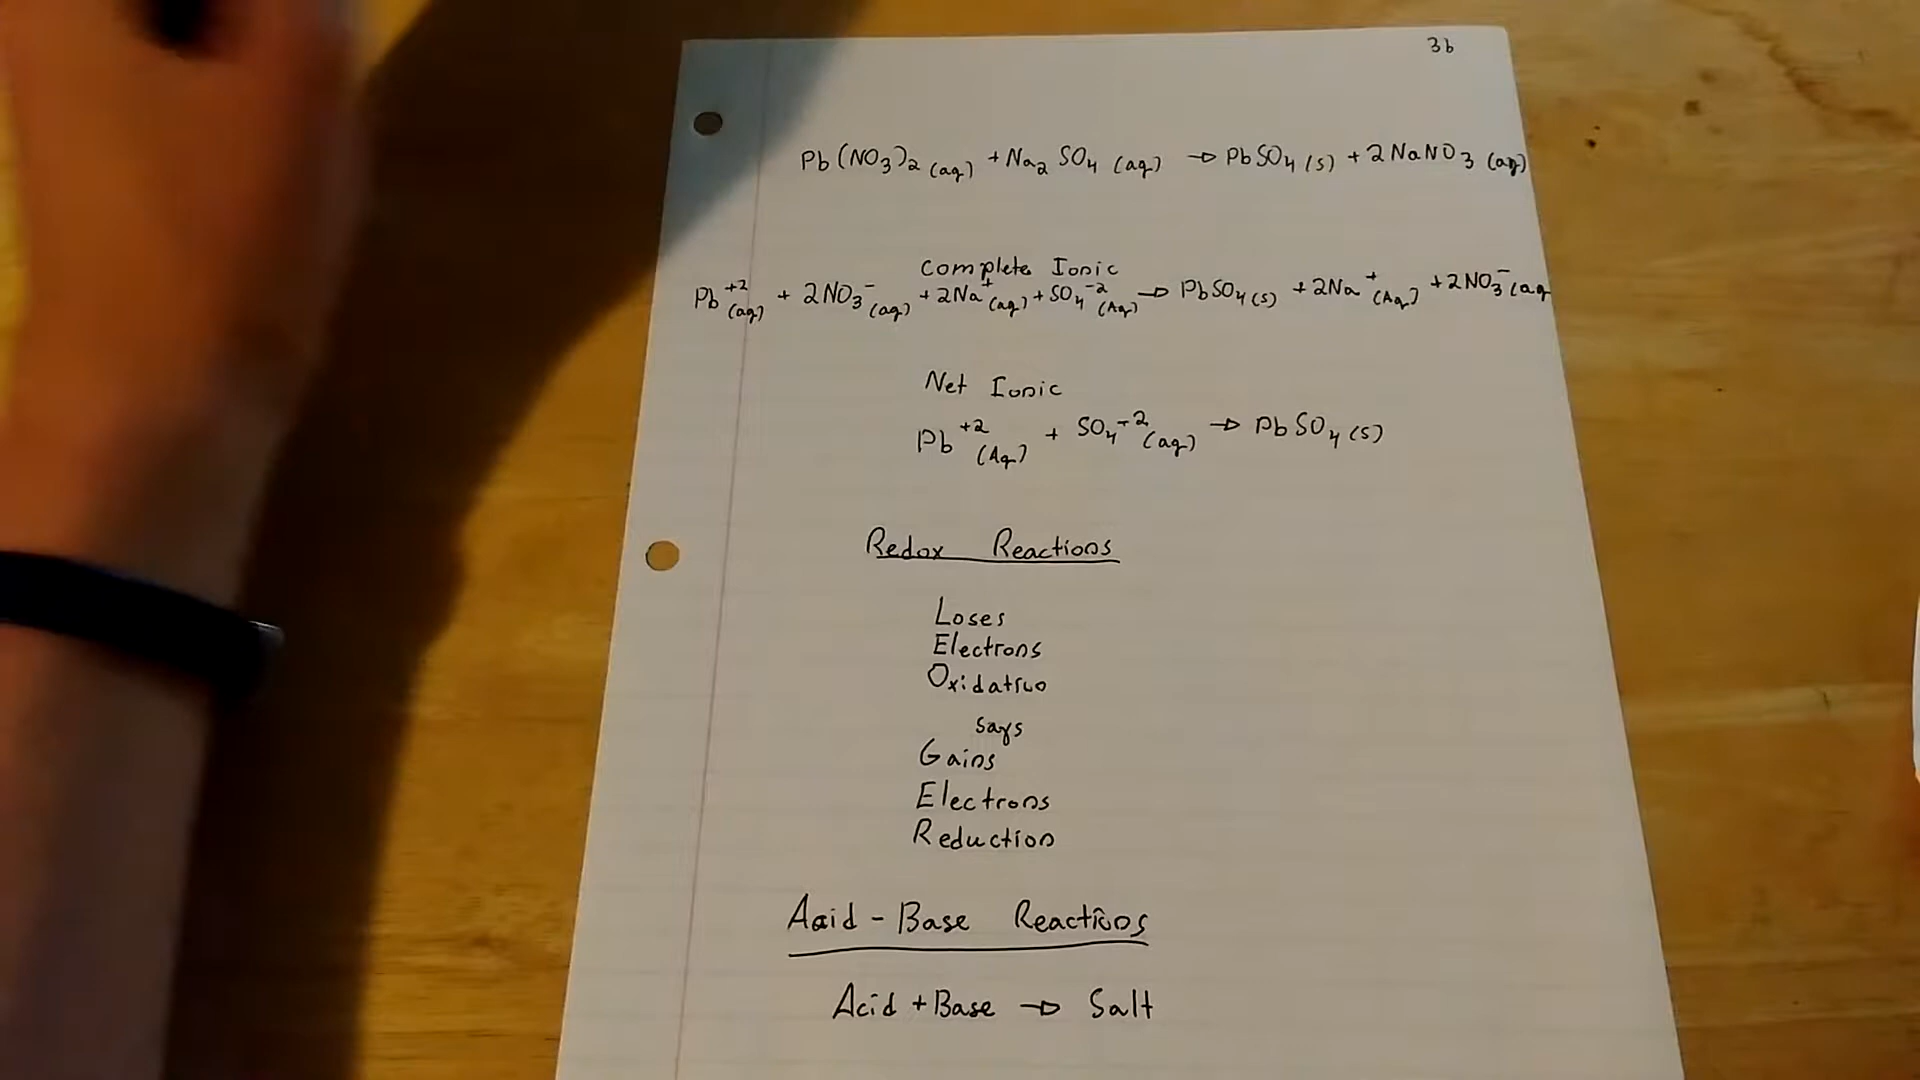 3b
Pb(NO₃)₂ (aq) + Na₂SO₄ (aq) → PbSO₄ (s) + 2NaNO₃ (aq)
Complete Ionic
Pb⁺² (aq) + 2NO₃⁻ (aq) + 2Na⁺ (aq) + SO₄⁻² (Aq) → PbSO₄ (s) + 2Na⁺ (Aq) + 2NO₃⁻ (aq
Net Ionic
Pb⁺² (Aq) + SO₄⁻² (aq) → PbSO₄ (s)
Redox Reactions
Loses
Electrons
Oxidation
says
Gains
Electrons
Reduction
Acid - Base Reactions
Acid + Base → Salt